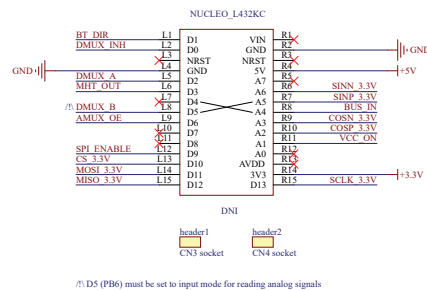 NUCLEO_L432KC
BT_DIR L1 D1 VIN R1
DMUX_INH L2 D0 GND R2 GND
L3 NRST NRST R3
GND L4 GND 5V R4 +5V
DMUX_A L5 D2 A7 R5
MHT_OUT L6 D3 A6 R6 SINN_3.3V
L7 D4 A5 R7 SINP_3.3V
/!\ DMUX_B L8 D5 A4 R8 BUS_IN
AMUX_OE L9 D6 A3 R9 COSN_3.3V
L10 D7 A2 R10 COSP_3.3V
L11 D8 A1 R11 VCC_ON
SPI_ENABLE L12 D9 A0 R12
CS_3.3V L13 D10 AVDD R13
MOSI_3.3V L14 D11 3V3 R14 +3.3V
MISO_3.3V L15 D12 D13 R15 SCLK_3.3V
DNI
header1 header2
CN3 socket CN4 socket
/!\ D5 (PB6) must be set to input mode for reading analog signals